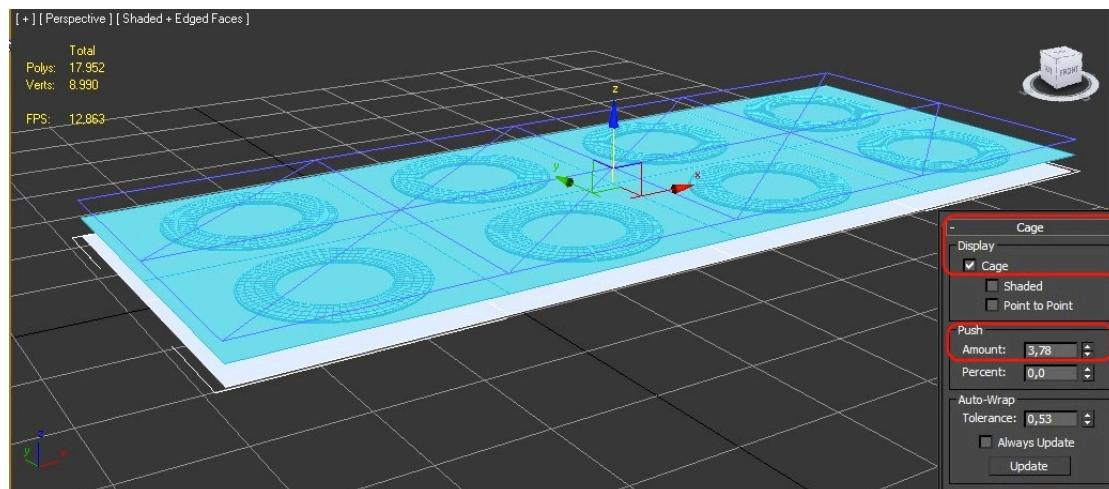 [ + ] [ Perspective ] [ Shaded + Edged Faces ]
Total
Polys: 17.952
Verts: 8.990
FPS: 12,863
z
y
x
FRONT
- Cage
Display
Cage
Shaded
Point to Point
Push
Amount: 3,78
Percent: 0,0
Auto-Wrap
Tolerance: 0,53
Always Update
Update
z
y
x